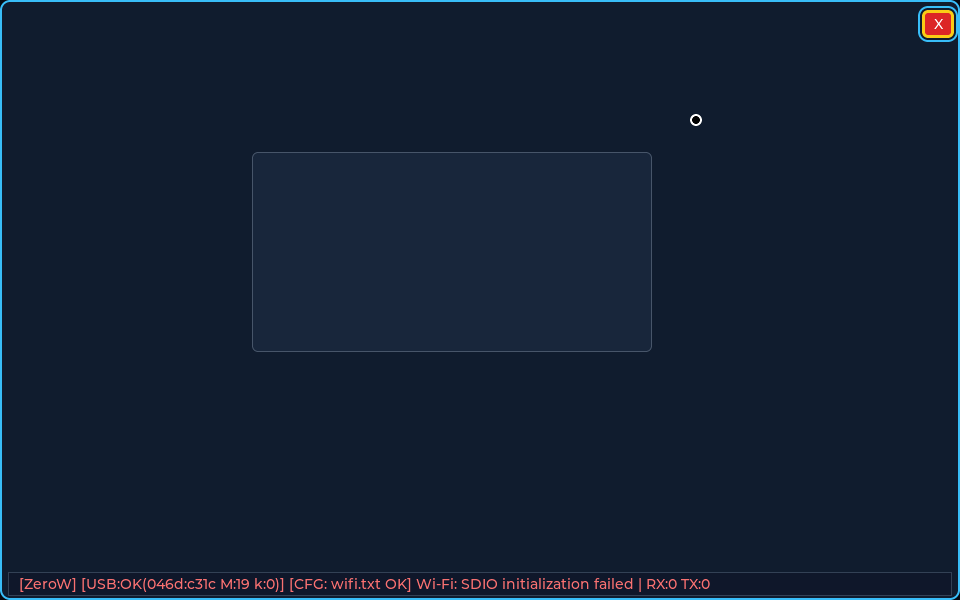 X
[ZeroW] [USB:OK(046d:c31c M:19 k:0)] [CFG: wifi.txt OK] Wi-Fi: SDIO initialization failed | RX:0 TX:0